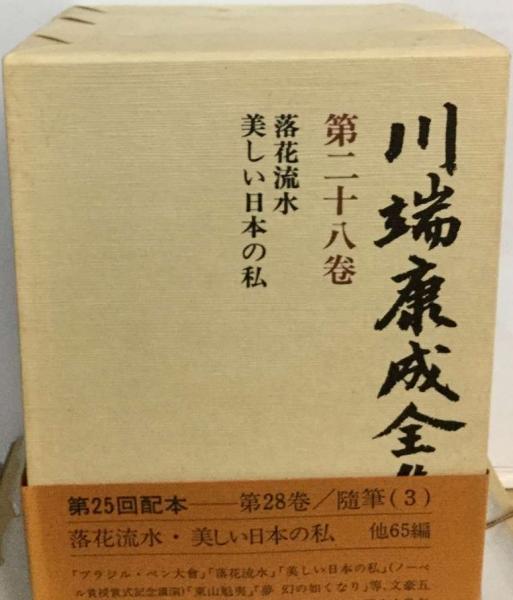 川端康成全
第二十八卷
落花流水
美しい日本の私
第25回配本——第28巻/隨筆(3)
落花流水・美しい日本の私 他65編
「ブラジル・ペン大會」「落花流水」「美しい日本の私」(ノーベ
ル賞授賞式記念講演)「東山魁夷」「夢 幻の如くなり」等、文豪五